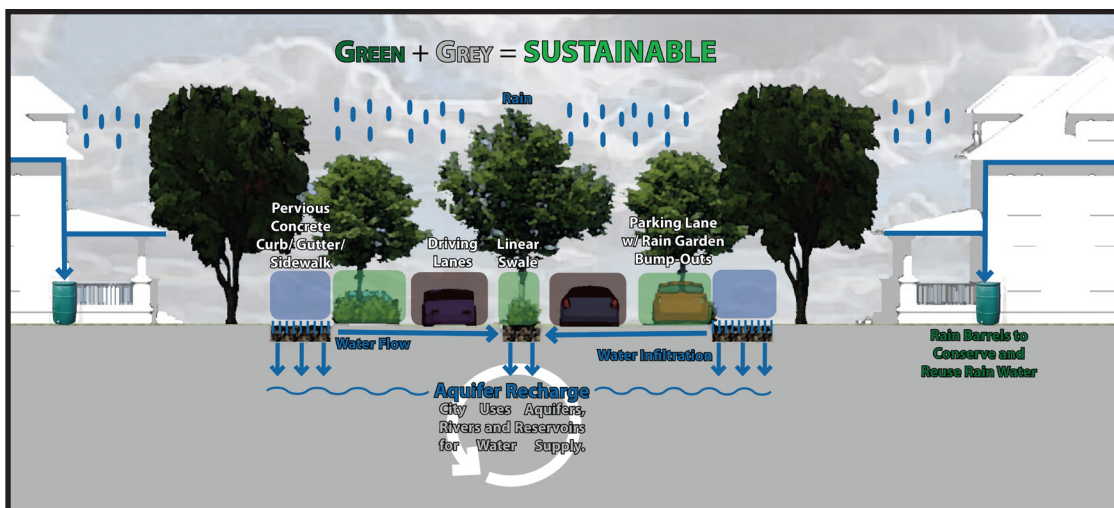 GREEN + GREY = SUSTAINABLE
Rain
Pervious
Concrete
Curb/ Gutter/
Sidewalk
Driving
Lanes
Linear
Swale
Parking Lane
w/ Rain Garden
Bump-Outs
Water Flow
Water Infiltration
Rain Barrels to
Conserve and
Reuse Rain Water
Aquifer Recharge
City Uses Aquifers,
Rivers and Reservoirs
for Water Supply.